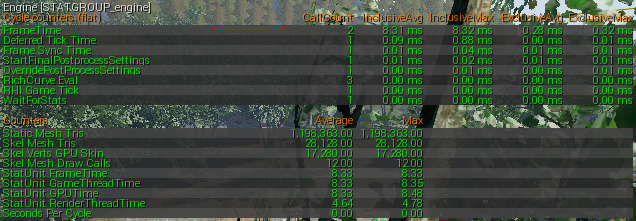 Engine [STATGROUP_engine]
Cycle counters (flat) CallCount InclusiveAvg InclusiveMax ExclusiveAvg ExclusiveMax
FrameTime 2 8.31 ms 8.32 ms 0.28 ms 0.32 ms
Deferred Tick Time 1 0.09 ms 0.88 ms 0.00 ms 0.01 ms
Frame Sync Time 1 0.01 ms 0.04 ms 0.00 ms 0.01 ms
StartFinalPostprocessSettings 1 0.01 ms 0.02 ms 0.01 ms 0.01 ms
OverridePostProcessSettings 1 0.00 ms 0.01 ms 0.00 ms 0.01 ms
RichCurve Eval 3 0.00 ms 0.00 ms 0.00 ms 0.00 ms
RHI Game Tick 1 0.00 ms 0.00 ms 0.00 ms 0.00 ms
WaitForStats 1 0.00 ms 0.00 ms 0.00 ms 0.00 ms
Counters Average Max
Static Mesh Tris 1,198,363.00 1,198,363.00
Skel Mesh Tris 28,128.00 28,128.00
Skel Verts GPU Skin 17,280.00 17,280.00
Skel Mesh Draw Calls 12.00 12.00
StatUnit FrameTime 8.33 8.33
StatUnit GameThreadTime 8.33 8.35
StatUnit GPUTime 8.33 8.48
StatUnit RenderThreadTime 4.64 4.78
Seconds Per Cycle 0.00 0.00